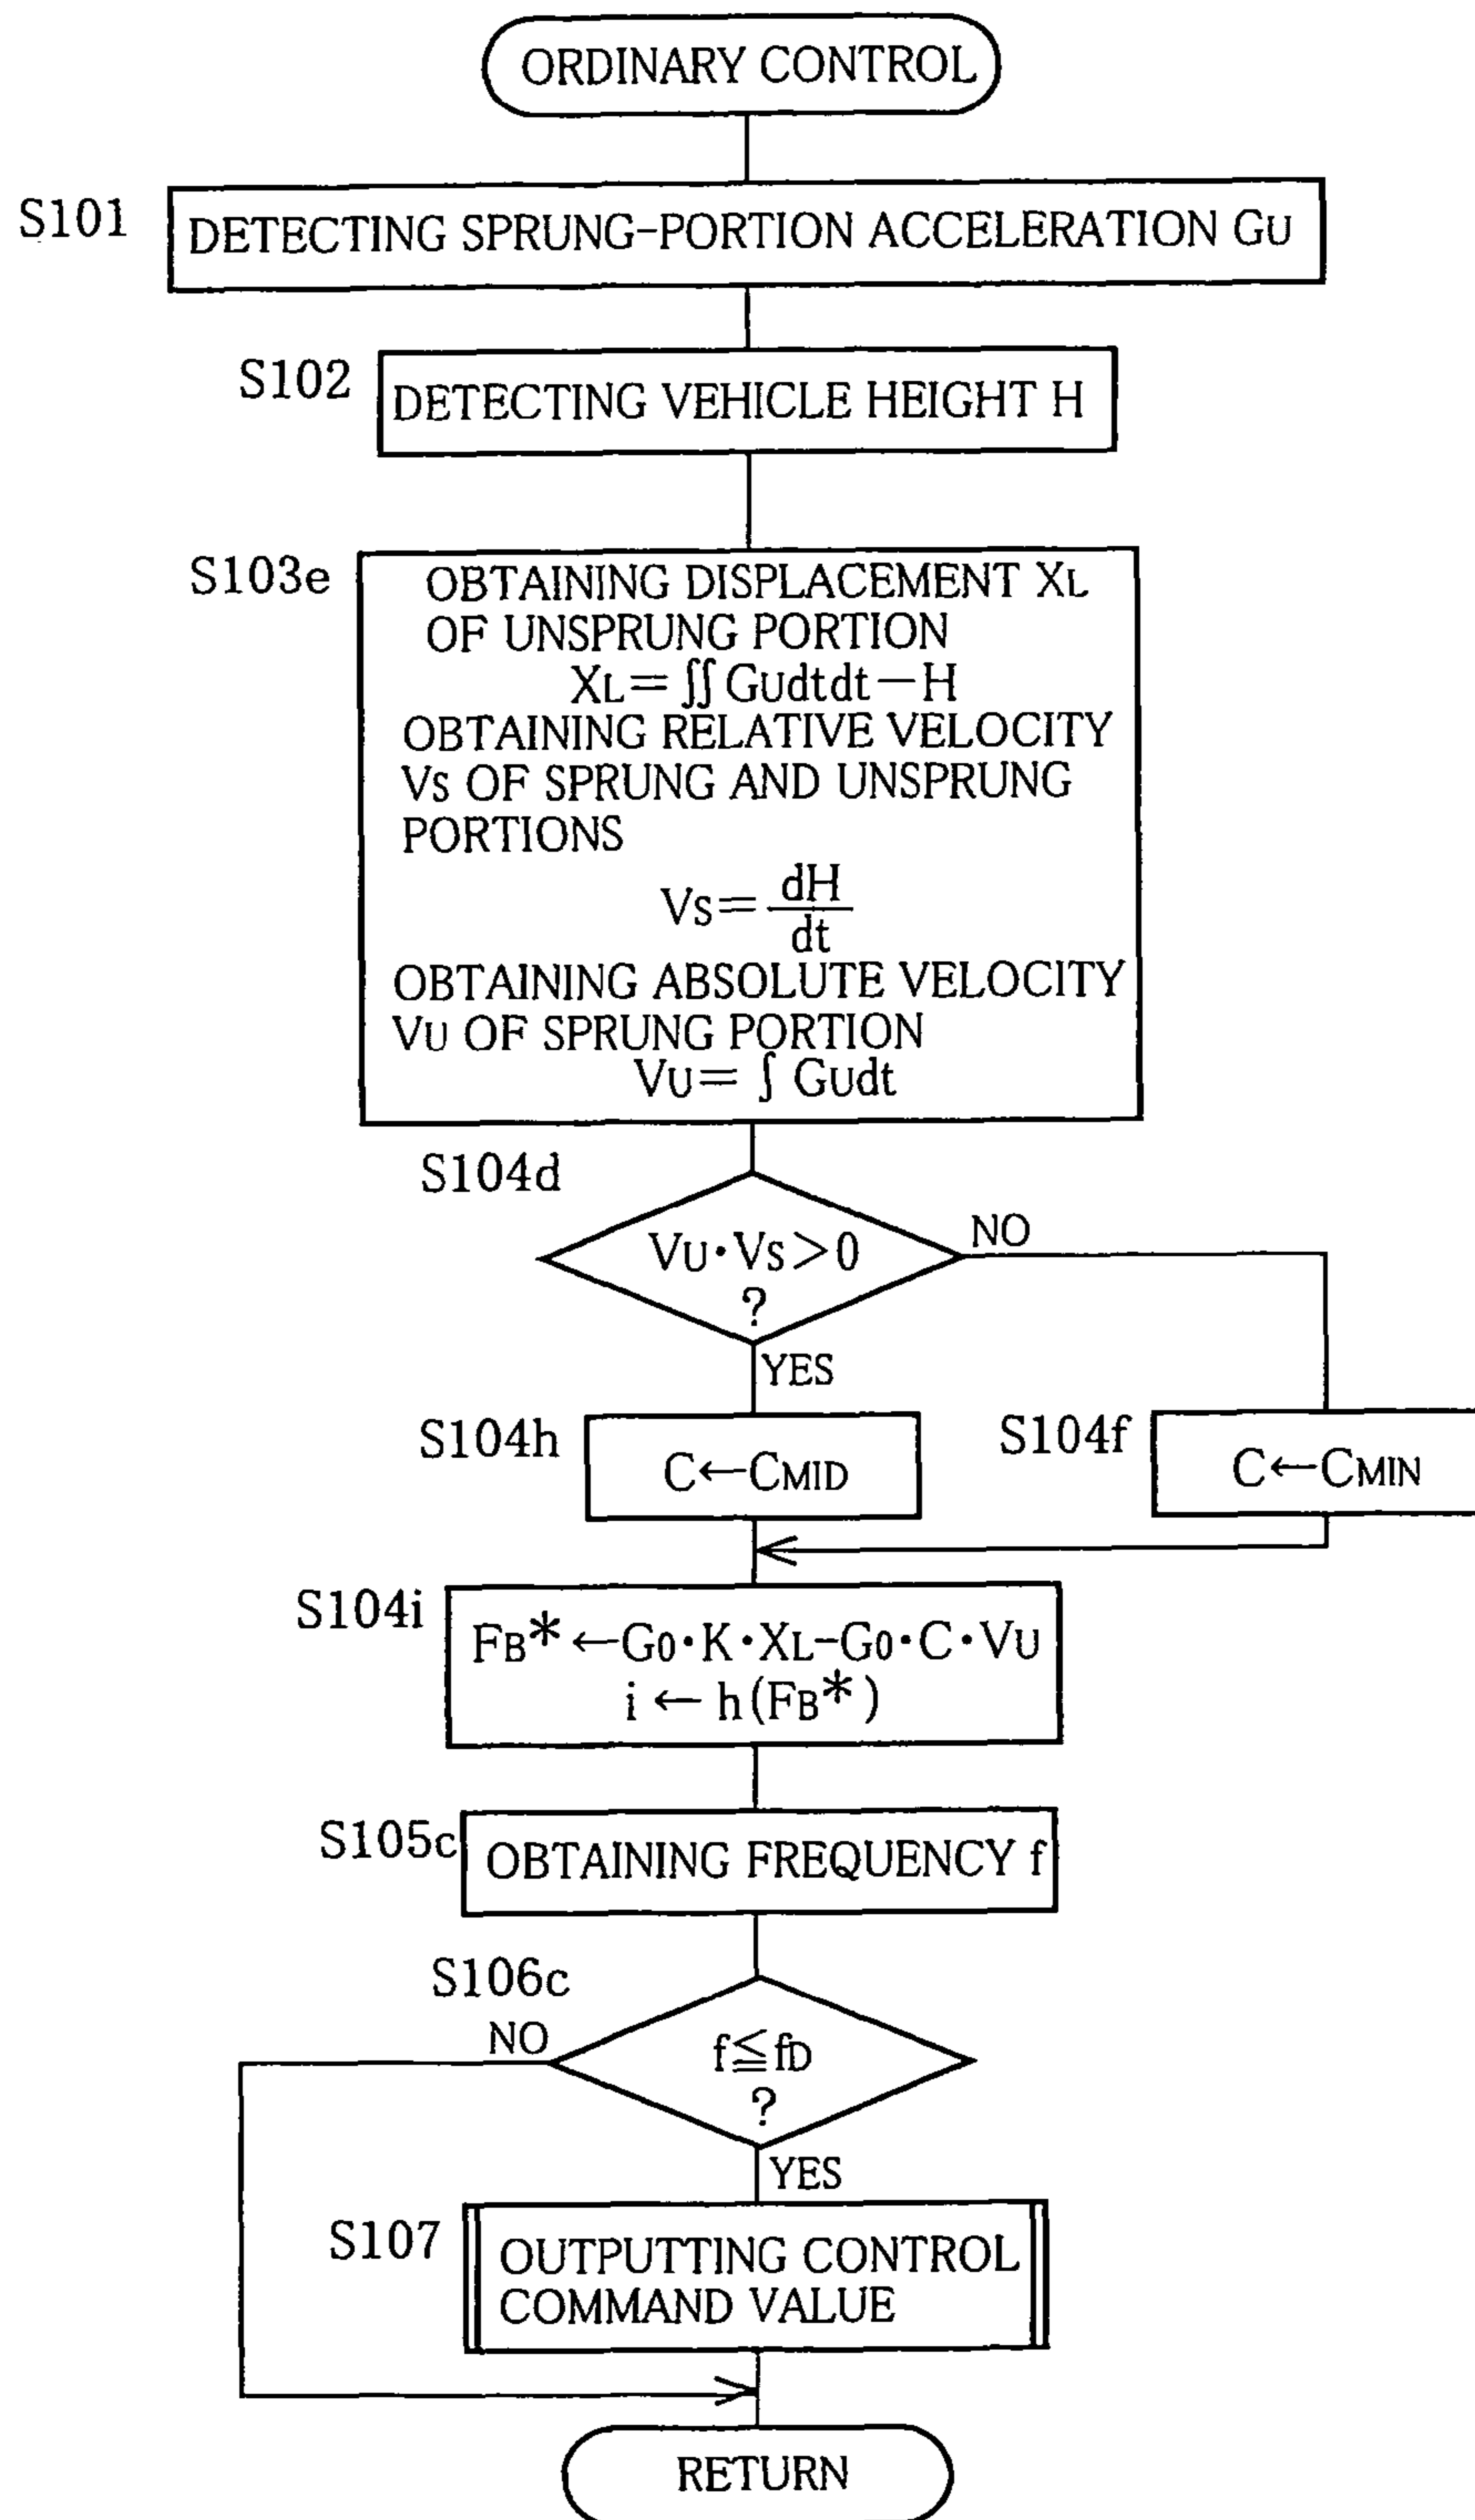 ORDINARY CONTROL
S101
DETECTING SPRUNG-PORTION ACCELERATION GU
S102
DETECTING VEHICLE HEIGHT H
S103e
OBTAINING DISPLACEMENT XL
OF UNSPRUNG PORTION
XL=∬GUdtdt-H
OBTAINING RELATIVE VELOCITY
VS OF SPRUNG AND UNSPRUNG
PORTIONS
VS=dH/dt
OBTAINING ABSOLUTE VELOCITY
VU OF SPRUNG PORTION
VU=∫GUdt
S104d
VU·VS>0
?
NO
YES
S104h
C←CMID
S104f
C←CMIN
S104i
FB*←G0·K·XL-G0·C·VU
i←h(FB*)
S105c
OBTAINING FREQUENCY f
S106c
NO
f≦fD
?
YES
S107
OUTPUTTING CONTROL
COMMAND VALUE
RETURN